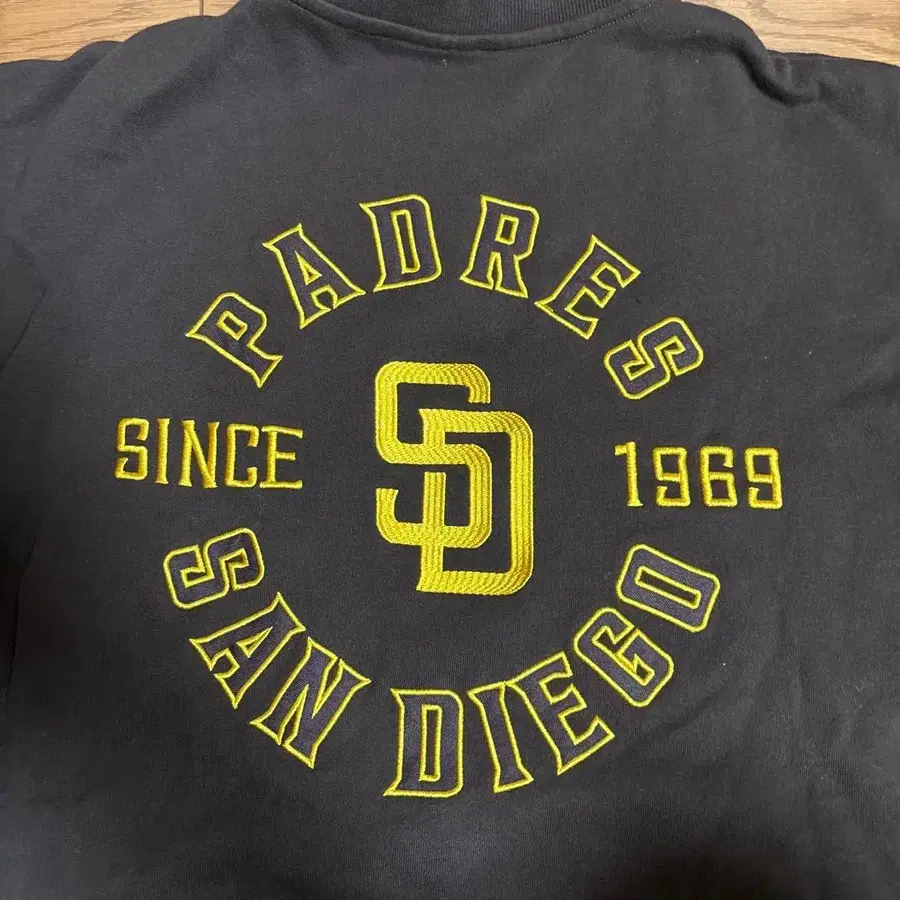 PADRES
SINCE SD 1969
SAN DIEGO